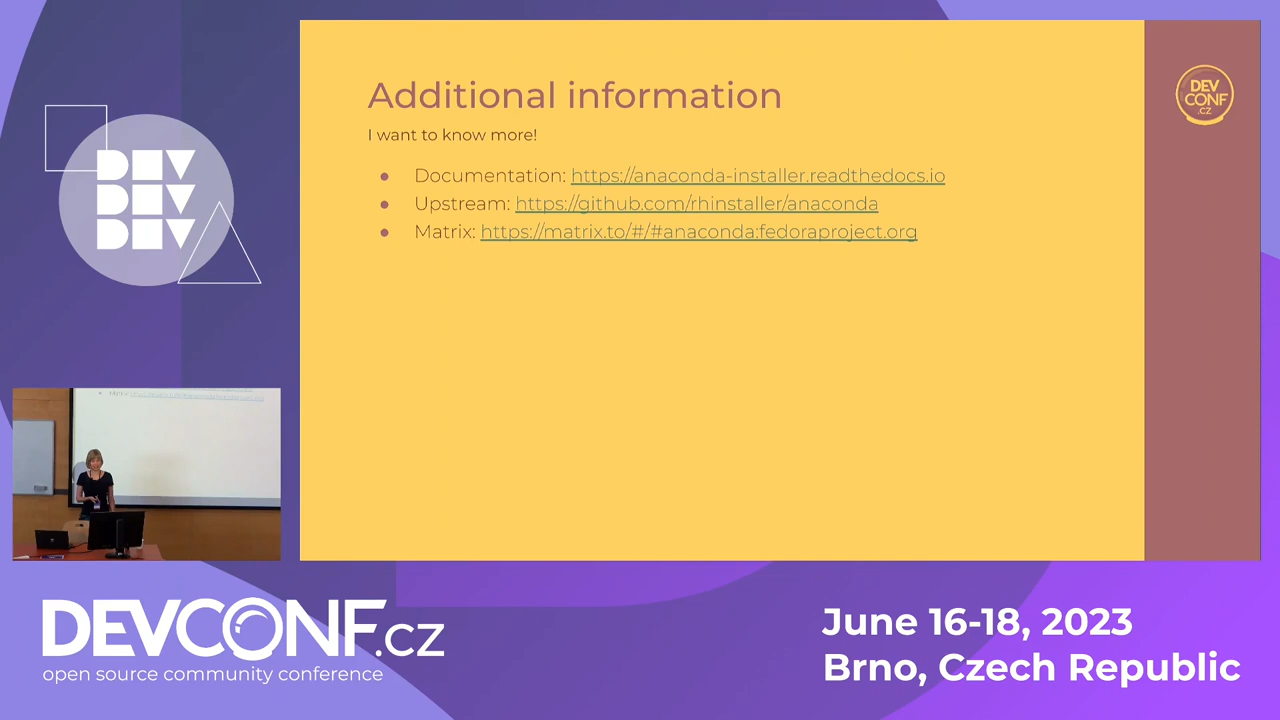 Additional information
I want to know more!
Documentation: https://anaconda-installer.readthedocs.io
Upstream: https://github.com/rhinstaller/anaconda
Matrix: https://matrix.to/#/#anaconda:fedoraproject.org
DEV
CONF
.CZ
DEV
DEV
DEV
DEVCONF.cz
open source community conference
June 16-18, 2023
Brno, Czech Republic